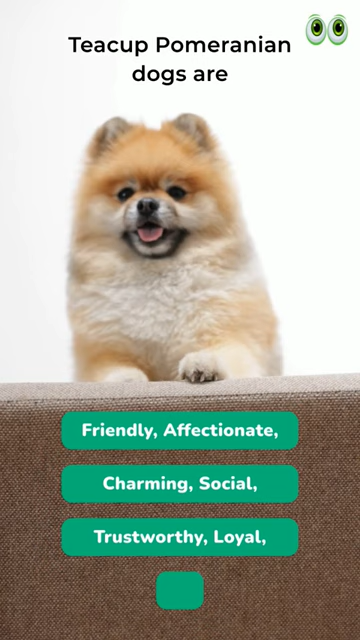 Teacup Pomeranian
dogs are
Friendly, Affectionate,
Charming, Social,
Trustworthy, Loyal,